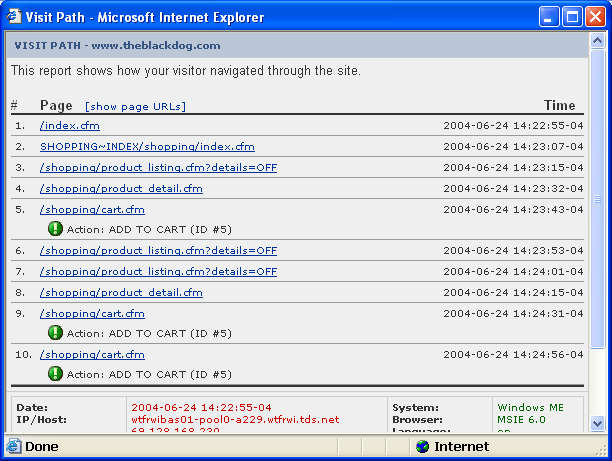 Visit Path - Microsoft Internet Explorer
VISIT PATH - www.theblackdog.com
This report shows how your visitor navigated through the site.
# Page [show page URLs] Time
1. /index.cfm 2004-06-24 14:22:55-04
2. SHOPPING~INDEX/shopping/index.cfm 2004-06-24 14:23:07-04
3. /shopping/product_listing.cfm?details=OFF 2004-06-24 14:23:15-04
4. /shopping/product_detail.cfm 2004-06-24 14:23:32-04
5. /shopping/cart.cfm 2004-06-24 14:23:43-04
Action: ADD TO CART (ID #5)
6. /shopping/product_listing.cfm?details=OFF 2004-06-24 14:23:53-04
7. /shopping/product_listing.cfm?details=OFF 2004-06-24 14:24:01-04
8. /shopping/product_detail.cfm 2004-06-24 14:24:15-04
9. /shopping/cart.cfm 2004-06-24 14:24:31-04
Action: ADD TO CART (ID #5)
10. /shopping/cart.cfm 2004-06-24 14:24:56-04
Action: ADD TO CART (ID #5)
Date: 2004-06-24 14:22:55-04 System: Windows ME
IP/Host: wtfrwibas01-pool0-a229.wtfrwi.tds.net Browser: MSIE 6.0
69.128.168.229 Language: en
Done Internet